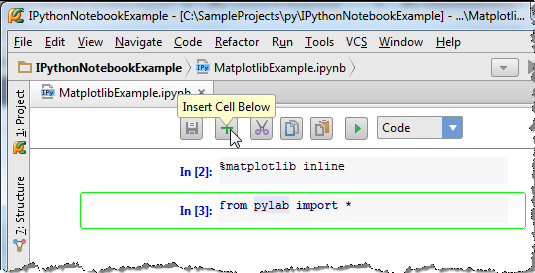 IPythonNotebookExample - [C:\SampleProjects\py\IPythonNotebookExample] - ...\Matplotli...
File Edit View Navigate Code Refactor Run Tools VCS Window Help
IPythonNotebookExample MatplotlibExample.ipynb
MatplotlibExample.ipynb
Insert Cell Below
Code
1: Project
7: Structure
In [2]: %matplotlib inline
In [3]: from pylab import *